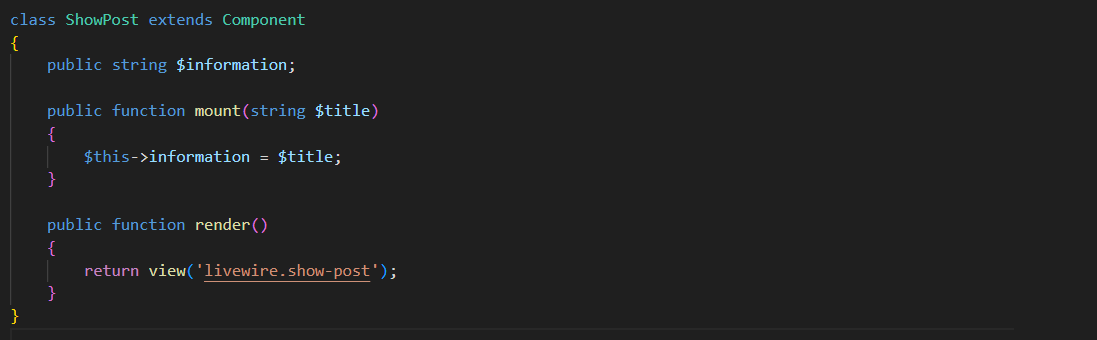 class ShowPost extends Component
{
    public string $information;
    public function mount(string $title)
    {
        $this->information = $title;
    }
    public function render()
    {
        return view('livewire.show-post');
    }
}